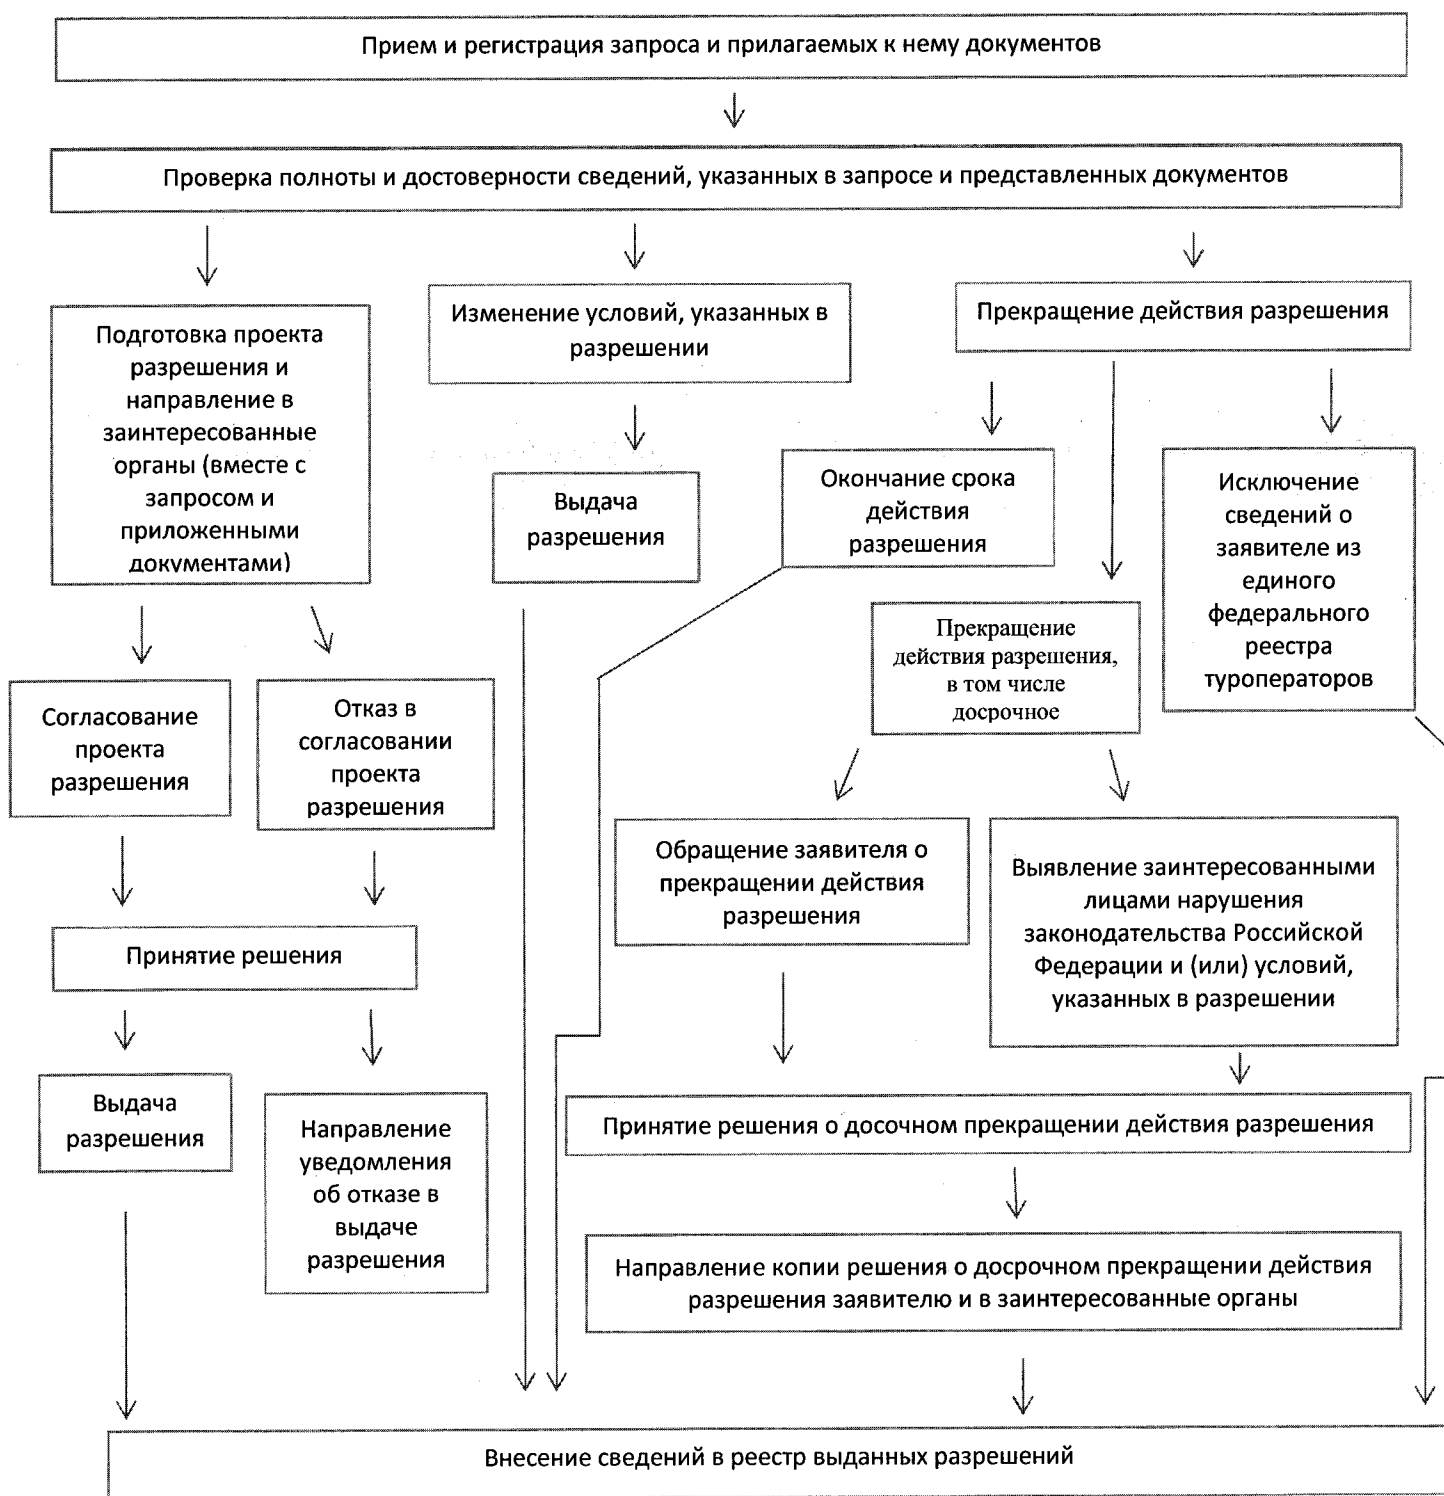 Прием и регистрация запроса и прилагаемых к нему документов
Проверка полноты и достоверности сведений, указанных в запросе и представленных документов
Подготовка проекта
разрешения и
направление в
заинтересованные
органы (вместе с
запросом и
приложенными
документами)
Изменение условий, указанных в
разрешении
Прекращение действия разрешения
Выдача
разрешения
Окончание срока
действия
разрешения
Исключение
сведений о
заявителе из
единого
федерального
реестра
туроператоров
Прекращение
действия разрешения,
в том числе
досрочное
Согласование
проекта
разрешения
Отказ в
согласовании
проекта
разрешения
Обращение заявителя о
прекращении действия
разрешения
Выявление заинтересованными
лицами нарушения
законодательства Российской
Федерации и (или) условий,
указанных в разрешении
Принятие решения
Выдача
разрешения
Направление
уведомления
об отказе в
выдаче
разрешения
Принятие решения о досочном прекращении действия разрешения
Направление копии решения о досрочном прекращении действия
разрешения заявителю и в заинтересованные органы
Внесение сведений в реестр выданных разрешений